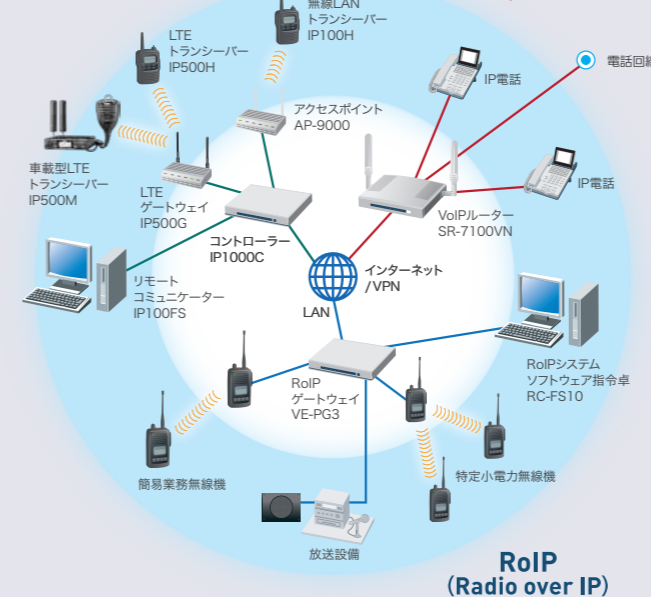 無線LAN
トランシーバー
IP100H
LTE
トランシーバー
IP500H
IP電話
電話回線
アクセスポイント
AP-9000
車載型LTE
トランシーバー
IP500M
LTE
ゲートウェイ
IP500G
IP電話
VoIPルーター
SR-7100VN
コントローラー
IP1000C
インターネット
/VPN
リモート
コミュニケーター
IP100FS
LAN
RoIP
ゲートウェイ
VE-PG3
RoIPシステム
ソフトウェア指令卓
RC-FS10
簡易業務無線機
特定小電力無線機
放送設備
RoIP
(Radio over IP)